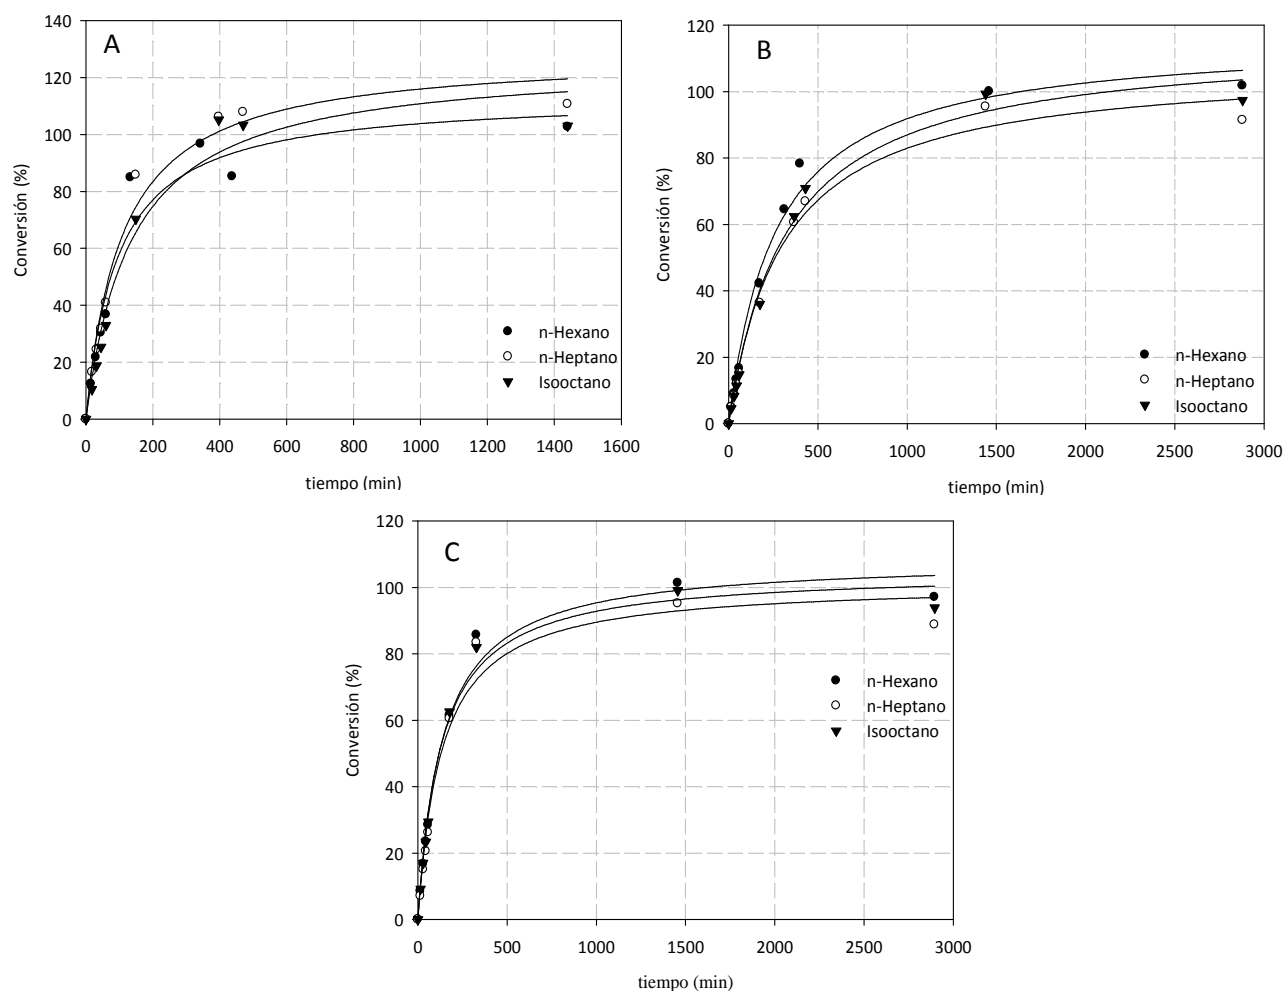 A
140
120
100
80
60
40
20
0
Conversión (%)
0 200 400 600 800 1000 1200 1400 1600
tiempo (min)
n-Hexano
n-Heptano
Isooctano
B
120
100
80
60
40
20
0
Conversión (%)
0 500 1000 1500 2000 2500 3000
tiempo (min)
n-Hexano
n-Heptano
Isooctano
C
120
100
80
60
40
20
0
Conversión (%)
0 500 1000 1500 2000 2500 3000
tiempo (min)
n-Hexano
n-Heptano
Isooctano